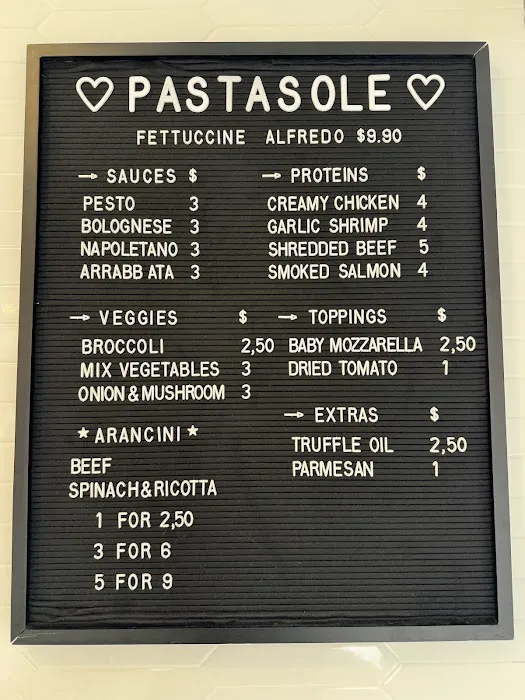 ♡ PASTASOLE ♡
FETTUCCINE ALFREDO $9.90
→ SAUCES $
PESTO 3
BOLOGNESE 3
NAPOLETANO 3
ARRABB ATA 3
→ PROTEINS $
CREAMY CHICKEN 4
GARLIC SHRIMP 4
SHREDDED BEEF 5
SMOKED SALMON 4
→ VEGGIES $
BROCCOLI 2,50
MIX VEGETABLES 3
ONION & MUSHROOM 3
→ TOPPINGS $
BABY MOZZARELLA 2,50
DRIED TOMATO 1
→ EXTRAS $
TRUFFLE OIL 2,50
PARMESAN 1
★ ARANCINI ★
BEEF
SPINACH&RICOTTA
1 FOR 2,50
3 FOR 6
5 FOR 9